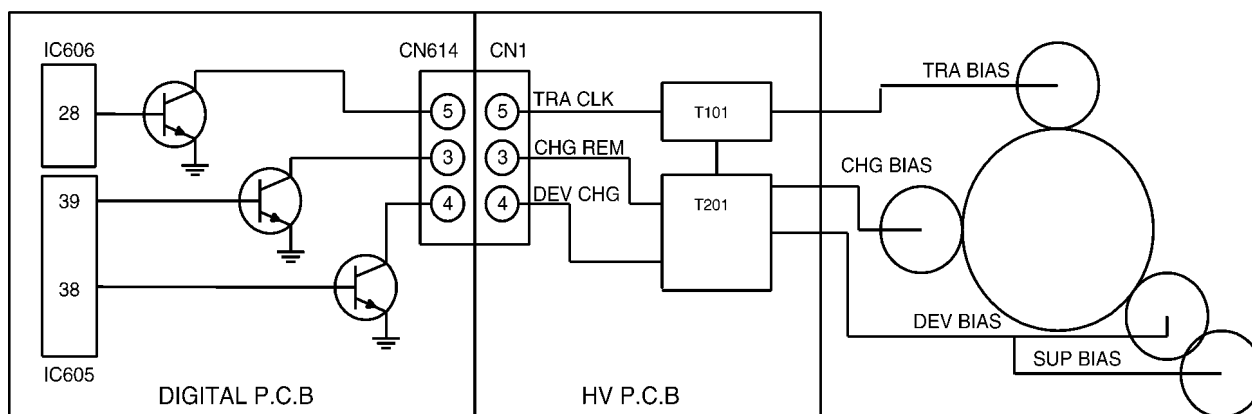 IC606
CN614
CN1
28
5
5
TRA CLK
T101
TRA BIAS
3
3
CHG REM
CHG BIAS
39
4
4
DEV CHG
T201
38
DEV BIAS
SUP BIAS
IC605
DIGITAL P.C.B
HV P.C.B